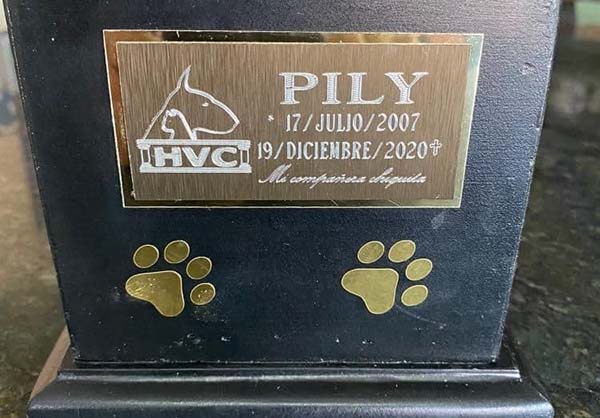 PILY
* 17/JULIO/2007
19/DICIEMBRE/2020✝
Mi compañera chiquita
HVC